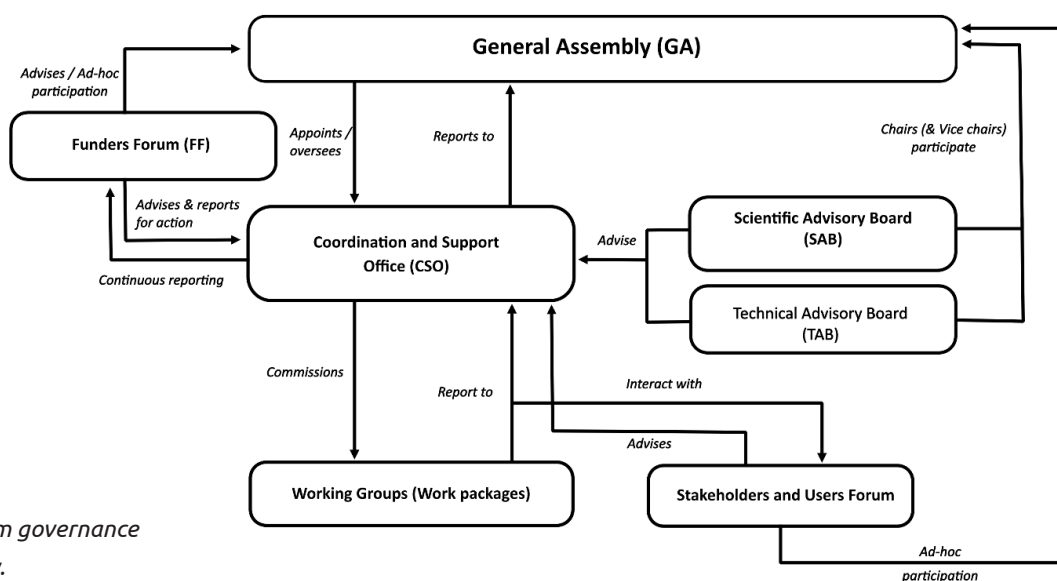 General Assembly (GA)
Advises / Ad-hoc
participation
Appoints /
oversees
Reports to
Chairs (& Vice chairs)
participate
Funders Forum (FF)
Advises & reports
for action
Continuous reporting
Coordination and Support
Office (CSO)
Advise
Scientific Advisory Board
(SAB)
Technical Advisory Board
(TAB)
Commissions
Report to
Interact with
Advises
Working Groups (Work packages)
Stakeholders and Users Forum
governance
Ad-hoc
participation